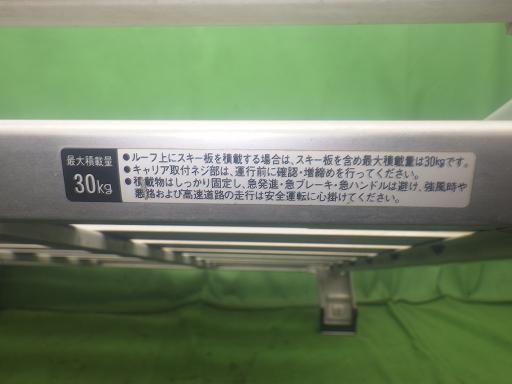 最大積載量
30kg
●ルーフ上にスキー板を積載する場合は、スキー板を含め最大積載量は30kgです。
●キャリア取付ネジ部は、運行前に確認・増締めを行ってください。
●積載物はしっかり固定し、急発進・急ブレーキ・急ハンドルは避け、強風時や
悪路および高速道路の走行は安全運転に心掛けてください。